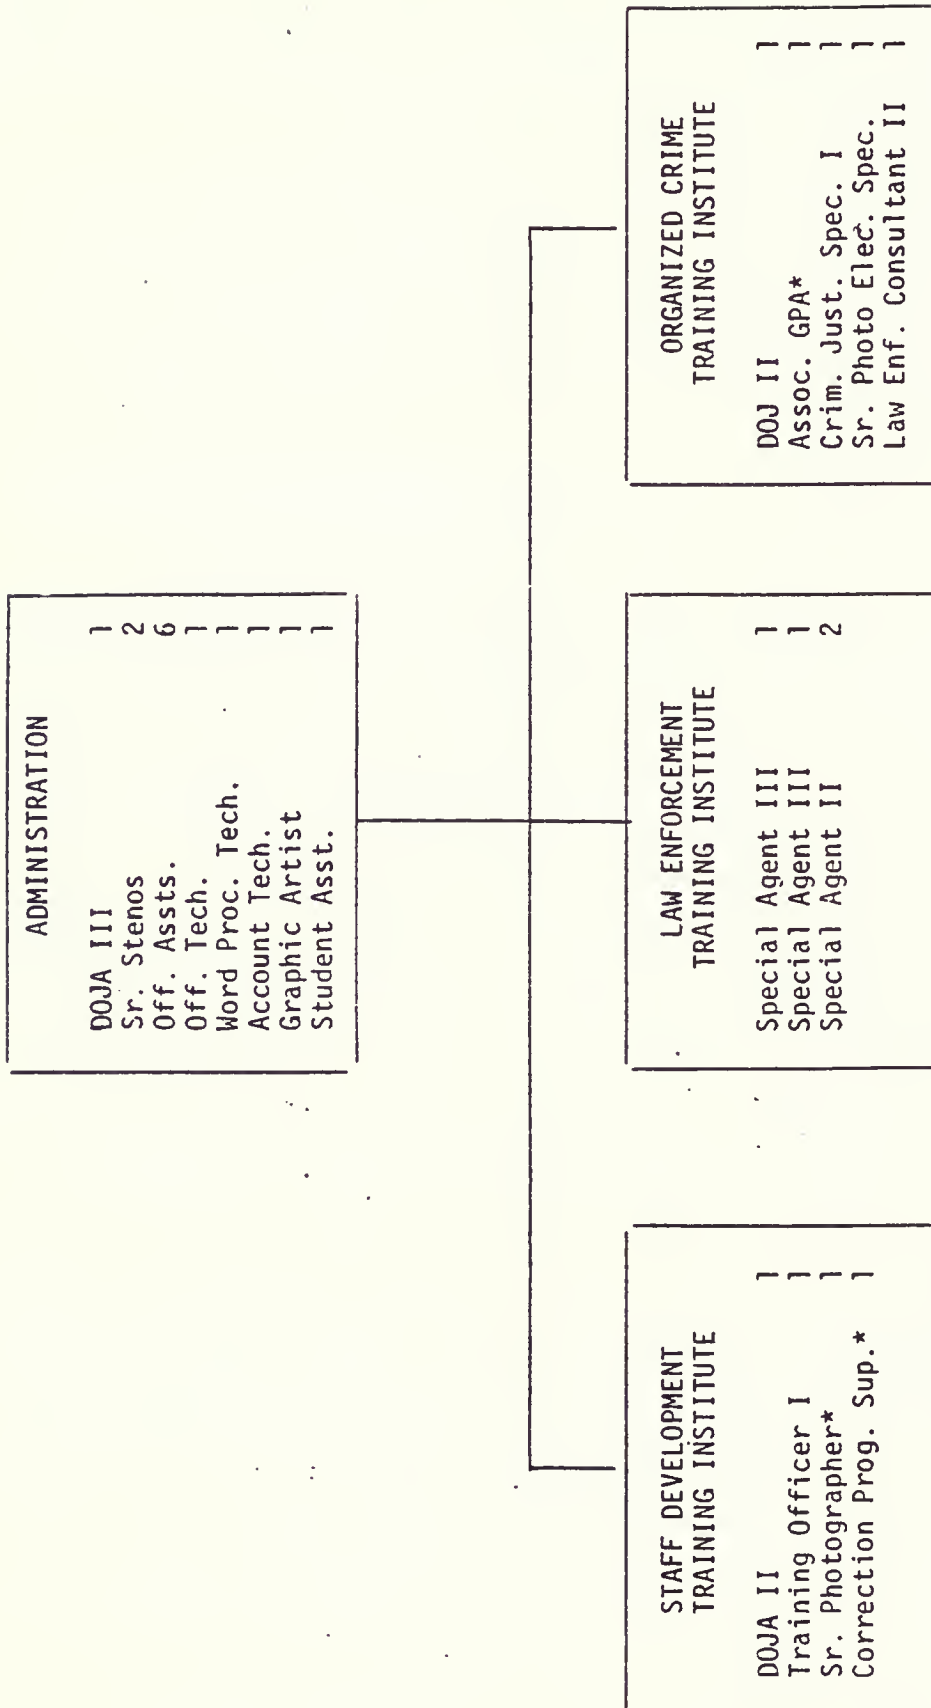 ADMINISTRATION
DOJA III 1
Sr. Stenos 2
Off. Assts. 6
Off. Tech. 1
Word Proc. Tech. 1
Account Tech. 1
Graphic Artist 1
Student Asst. 1
STAFF DEVELOPMENT
TRAINING INSTITUTE
DOJA II 1
Training Officer I 1
Sr. Photographer* 1
Correction Prog. Sup.* 1
LAW ENFORCEMENT
TRAINING INSTITUTE
Special Agent III 1
Special Agent III 1
Special Agent II 2
ORGANIZED CRIME
TRAINING INSTITUTE
DOJ II 1
Assoc. GPA* 1
Crim. Just. Spec. I 1
Sr. Photo Elec. Spec. 1
Law Enf. Consultant II 1